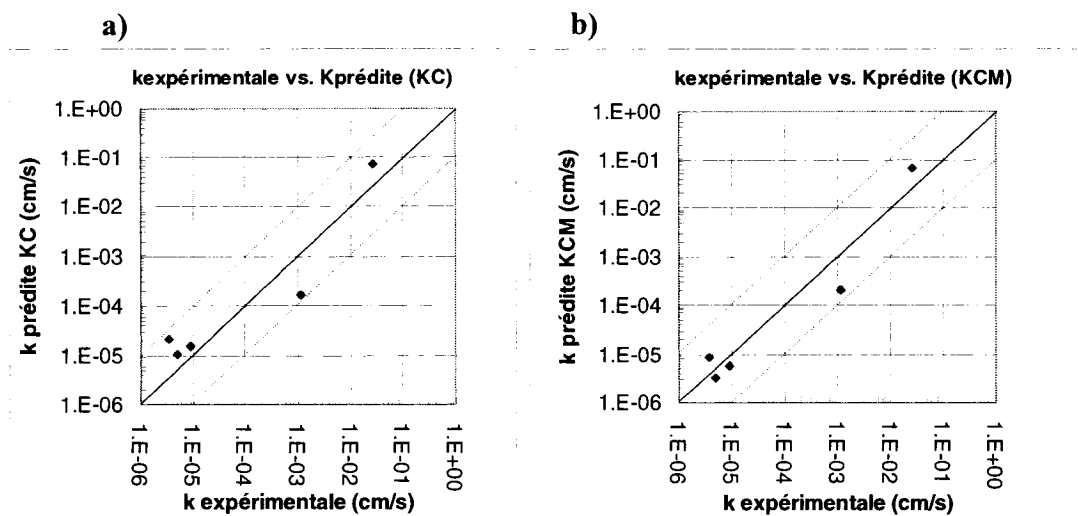 a)
kexpérimentale vs. Kprédite (KC)
k prédite KC (cm/s)
1.E+00
1.E-01
1.E-02
1.E-03
1.E-04
1.E-05
1.E-06
1.E-06
1.E-05
1.E-04
1.E-03
1.E-02
1.E-01
1.E+00
k expérimentale (cm/s)
b)
kexpérimentale vs. Kprédite (KCM)
k prédite KCM (cm/s)
1.E+00
1.E-01
1.E-02
1.E-03
1.E-04
1.E-05
1.E-06
1.E-06
1.E-05
1.E-04
1.E-03
1.E-02
1.E-01
1.E+00
k expérimentale (cm/s)